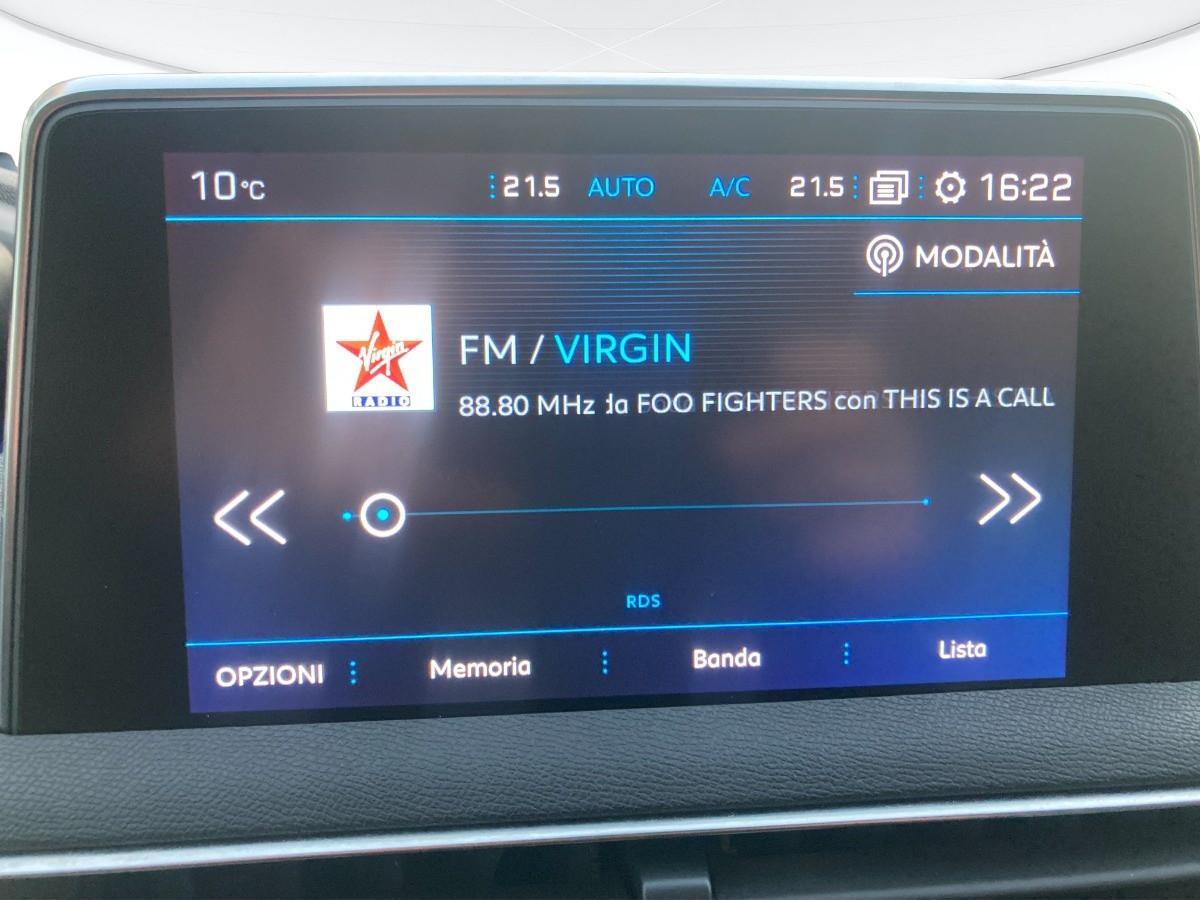 10°C 21.5 AUTO A/C 21.5 16:22
MODALITÀ
Virgin
RADIO
FM / VIRGIN
88.80 MHz da FOO FIGHTERS con THIS IS A CALL
RDS
OPZIONI Memoria Banda Lista